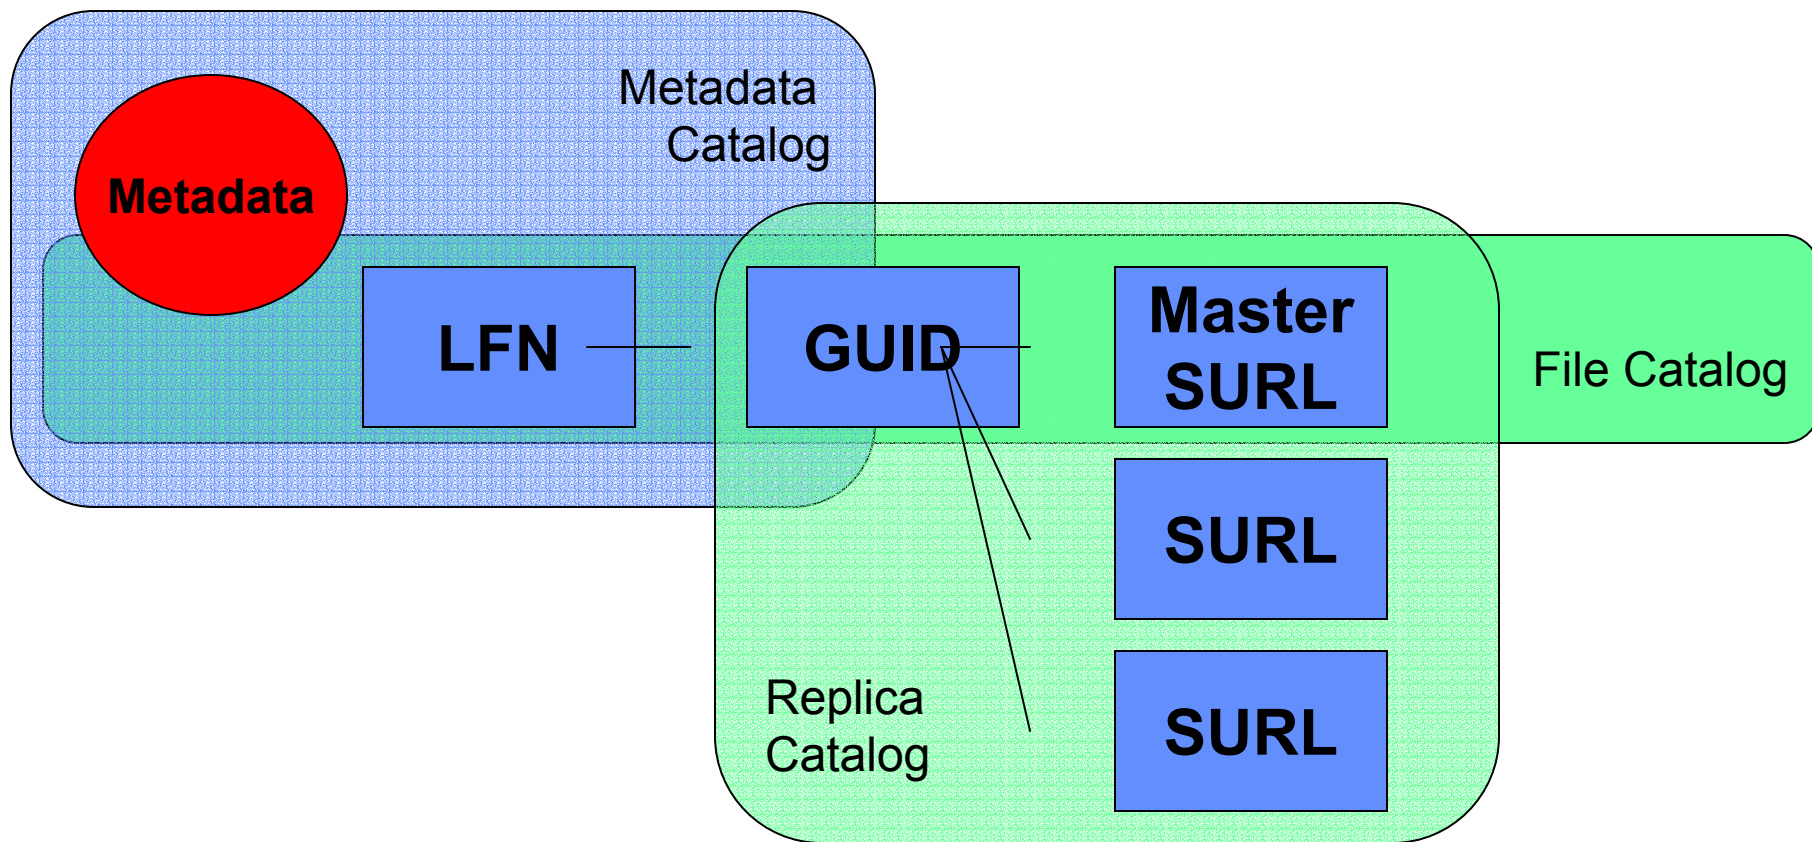 Metadata
Catalog
Metadata
LFN
GUID
Master
SURL
File Catalog
SURL
Replica
Catalog
SURL